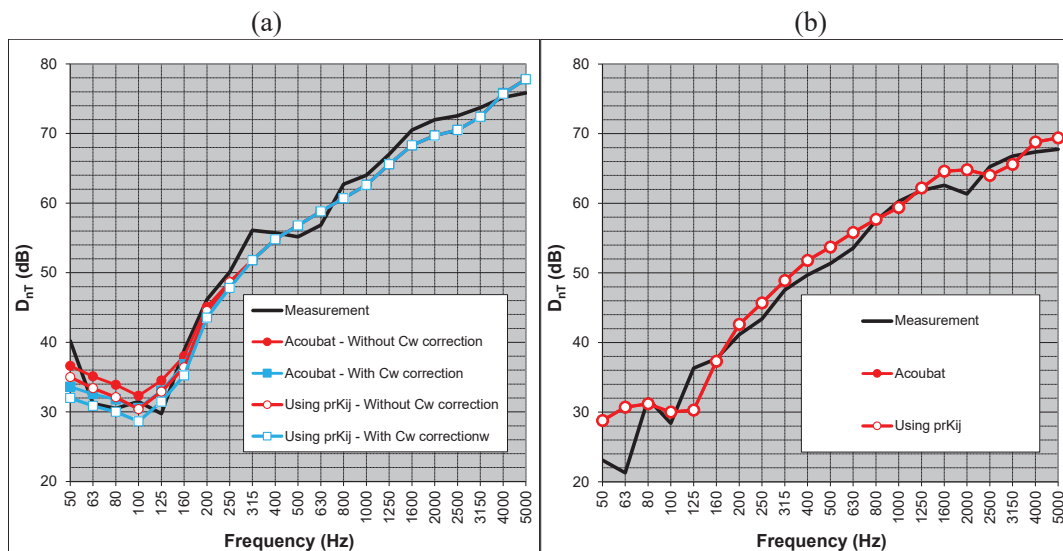 (a)
(b)
80
70
60
50
40
30
20
D_nT (dB)
Measurement
Acoubat - Without Cw correction
Acoubat - With Cw correction
Using prKij - Without Cw correction
Using prKij - With Cw correctionw
50 63 80 100 125 160 200 250 315 400 500 630 800 1000 1250 1600 2000 2500 3150 4000 5000
Frequency (Hz)
80
70
60
50
40
30
20
D_nT (dB)
Measurement
Acoubat
Using prKij
50 63 80 100 125 160 200 250 315 400 500 630 800 1000 1250 1600 2000 2500 3150 4000 5000
Frequency (Hz)